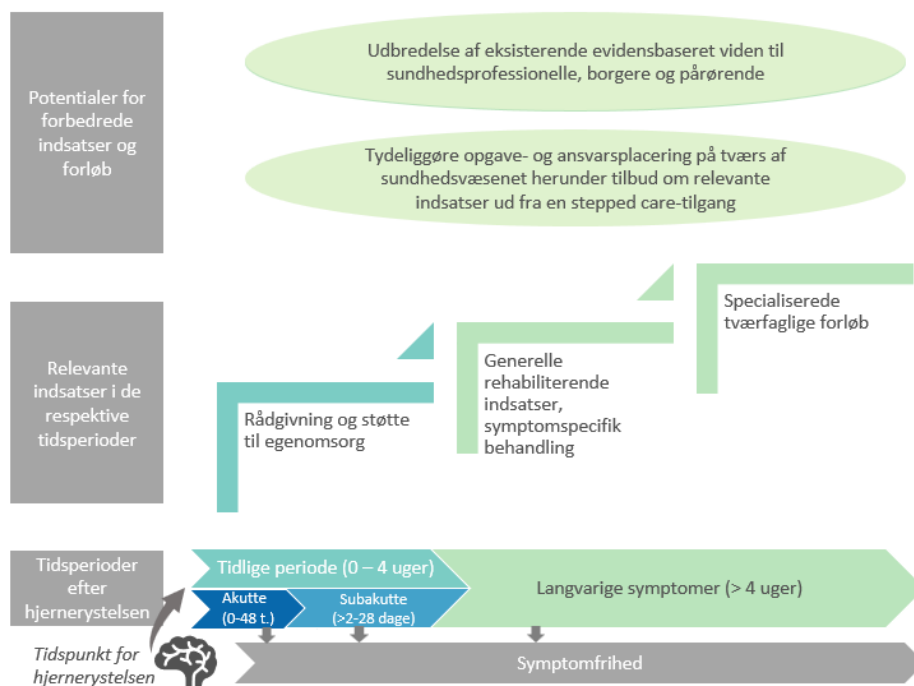 Potentialer for
forbedrede
indsatser og
forløb
Udbredelse af eksisterende evidensbaseret viden til
sundhedsprofessionelle, borgere og pårørende
Tydeliggøre opgave- og ansvarsplacering på tværs af
sundhedsvæsenet herunder tilbud om relevante
indsatser ud fra en stepped care-tilgang
Relevante
indsatser i de
respektive
tidsperioder
Rådgivning og støtte
til egenomsorg
Generelle
rehabiliterende
indsatser,
symptomspecifik
behandling
Specialiserede
tværfaglige forløb
Tidsperioder
efter
hjernerystelsen
Tidlige periode (0 – 4 uger)
Akutte
(0-48 t.)
Subakutte
(>2-28 dage)
Langvarige symptomer (> 4 uger)
Tidspunkt for
hjernerystelsen
Symptomfrihed